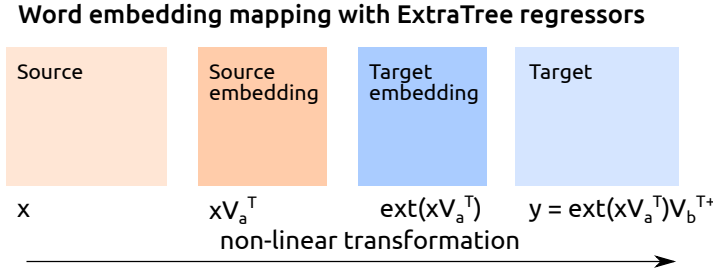 Word embedding mapping with ExtraTree regressors
Source
Source
embedding
Target
embedding
Target
x
xVₐᵀ
ext(xVₐᵀ)
y = ext(xVₐᵀ)V_bᵀ⁺
non-linear transformation